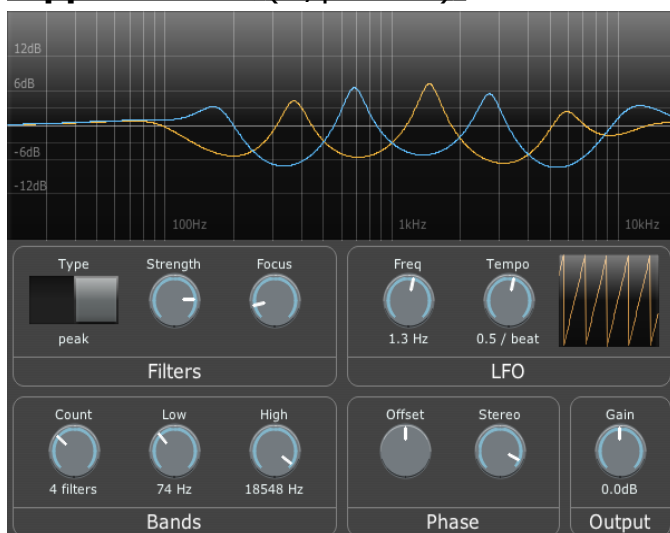 12dB
6dB
-6dB
-12dB
100Hz 1kHz 10kHz
Type Strength Focus
peak
Filters
Freq Tempo
1.3 Hz 0.5 / beat
LFO
Count Low High
4 filters 74 Hz 18548 Hz
Bands
Offset Stereo
Phase
Gain
0.0dB
Output